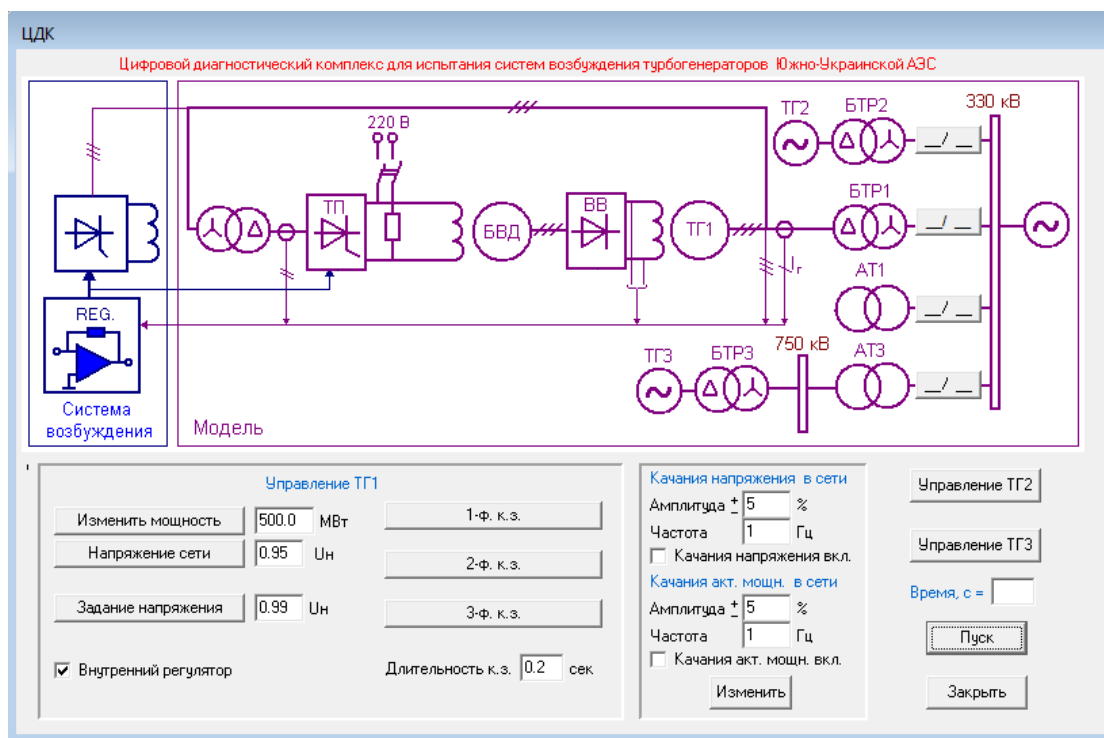 ЦДК
Цифровой диагностический комплекс для испытания систем возбуждения турбогенераторов Южно-Украинской АЭС
ТГ2
БТР2
330 кВ
220 В
ТП
БВД
ВВ
ТГ1
БТР1
Iг
АТ1
REG.
ТГ3
БТР3
750 кВ
АТ3
Система
возбуждения
Модель
Управление ТГ1
Изменить мощность 500.0 МВт
Напряжение сети 0.95 Uн
Задание напряжения 0.99 Uн
Внутренний регулятор
1-ф. к.з.
2-ф. к.з.
3-ф. к.з.
Длительность к.з. 0.2 сек
Качания напряжения в сети
Амплитуда ± 5 %
Частота 1 Гц
Качания напряжения вкл.
Качания акт. мощн. в сети
Амплитуда ± 5 %
Частота 1 Гц
Качания акт. мощн. вкл.
Изменить
Управление ТГ2
Управление ТГ3
Время, с =
Пуск
Закрыть